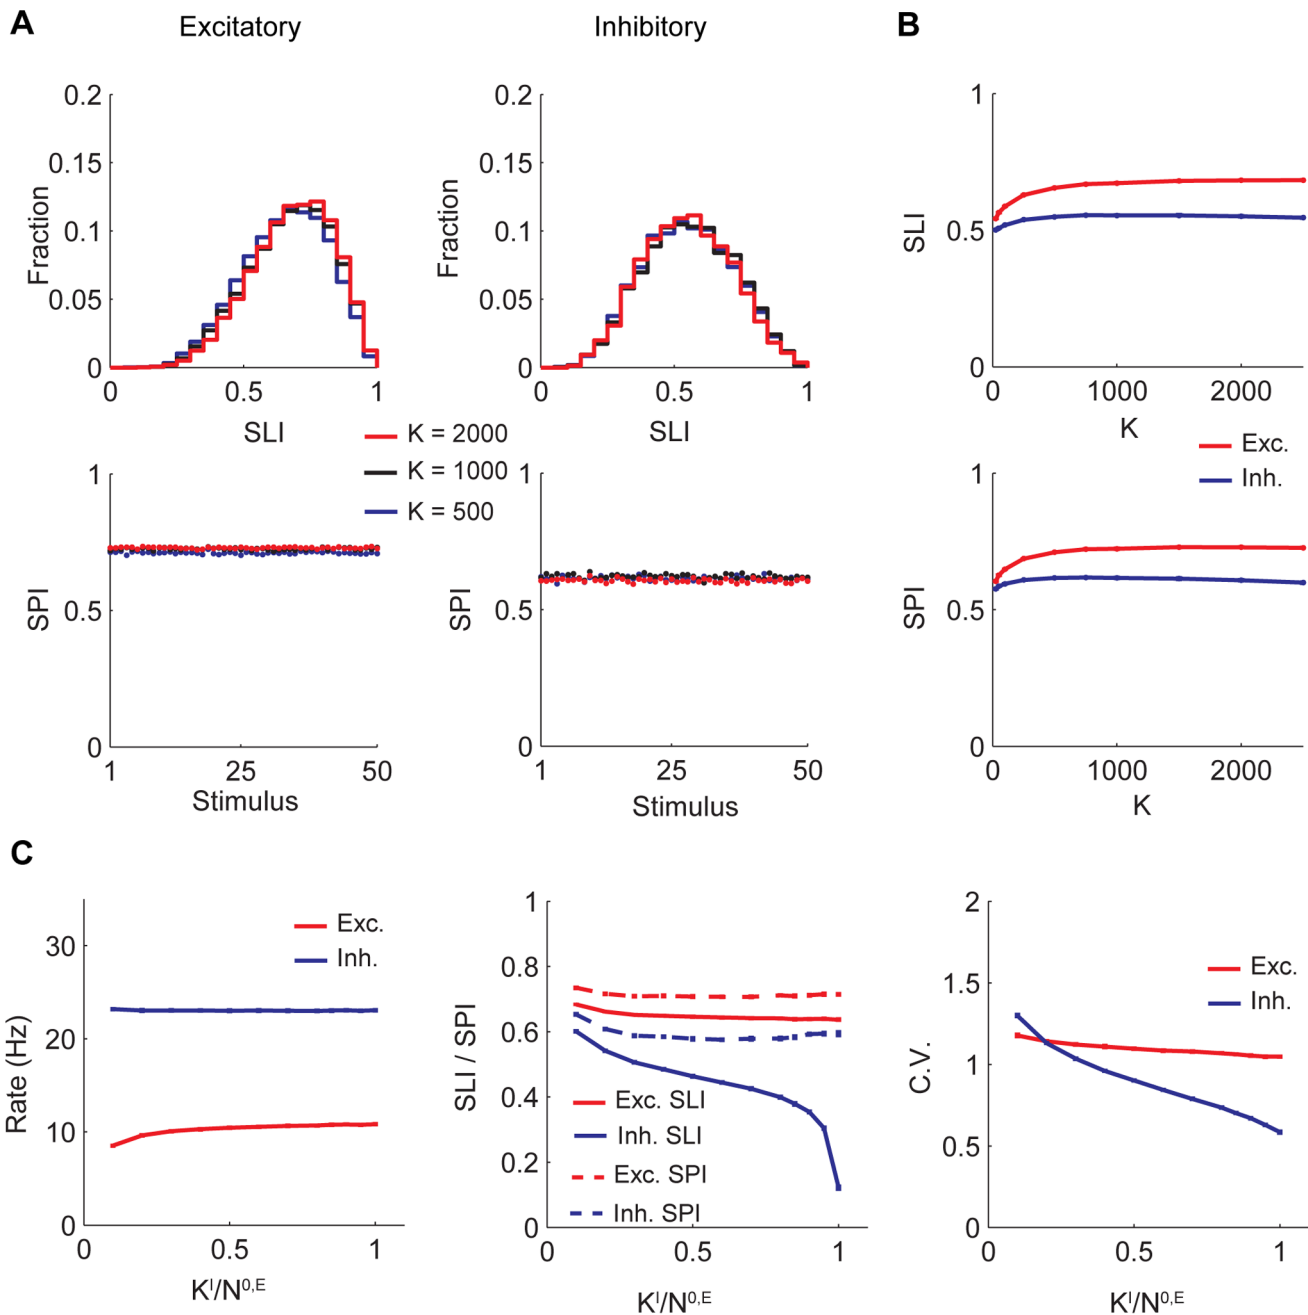 A
Excitatory
Inhibitory
B
0.2
0.15
0.1
0.05
0
Fraction
0
0.5
1
SLI
0.2
0.15
0.1
0.05
0
Fraction
0
0.5
1
SLI
1
0.5
0
SLI
0
1000
2000
K
K = 2000
K = 1000
K = 500
Exc.
Inh.
1
0.5
0
SPI
1
25
50
Stimulus
1
0.5
0
SPI
1
25
50
Stimulus
1
0.5
0
SPI
0
1000
2000
K
C
30
20
10
0
Rate (Hz)
Exc.
Inh.
0
0.5
1
K^I/N^0,E
1
0.8
0.6
0.4
0.2
0
SLI / SPI
Exc. SLI
Inh. SLI
Exc. SPI
Inh. SPI
0
0.5
1
K^I/N^0,E
2
1.5
1
0.5
0
C.V.
Exc.
Inh.
0
0.5
1
K^I/N^0,E